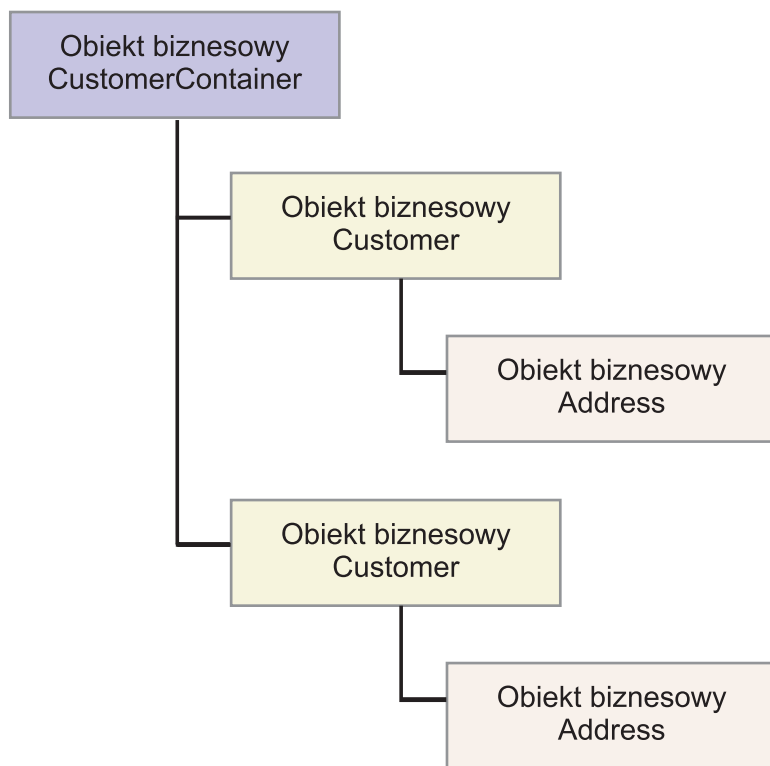 Obiekt biznesowy
CustomerContainer
Obiekt biznesowy
Customer
Obiekt biznesowy
Address
Obiekt biznesowy
Customer
Obiekt biznesowy
Address